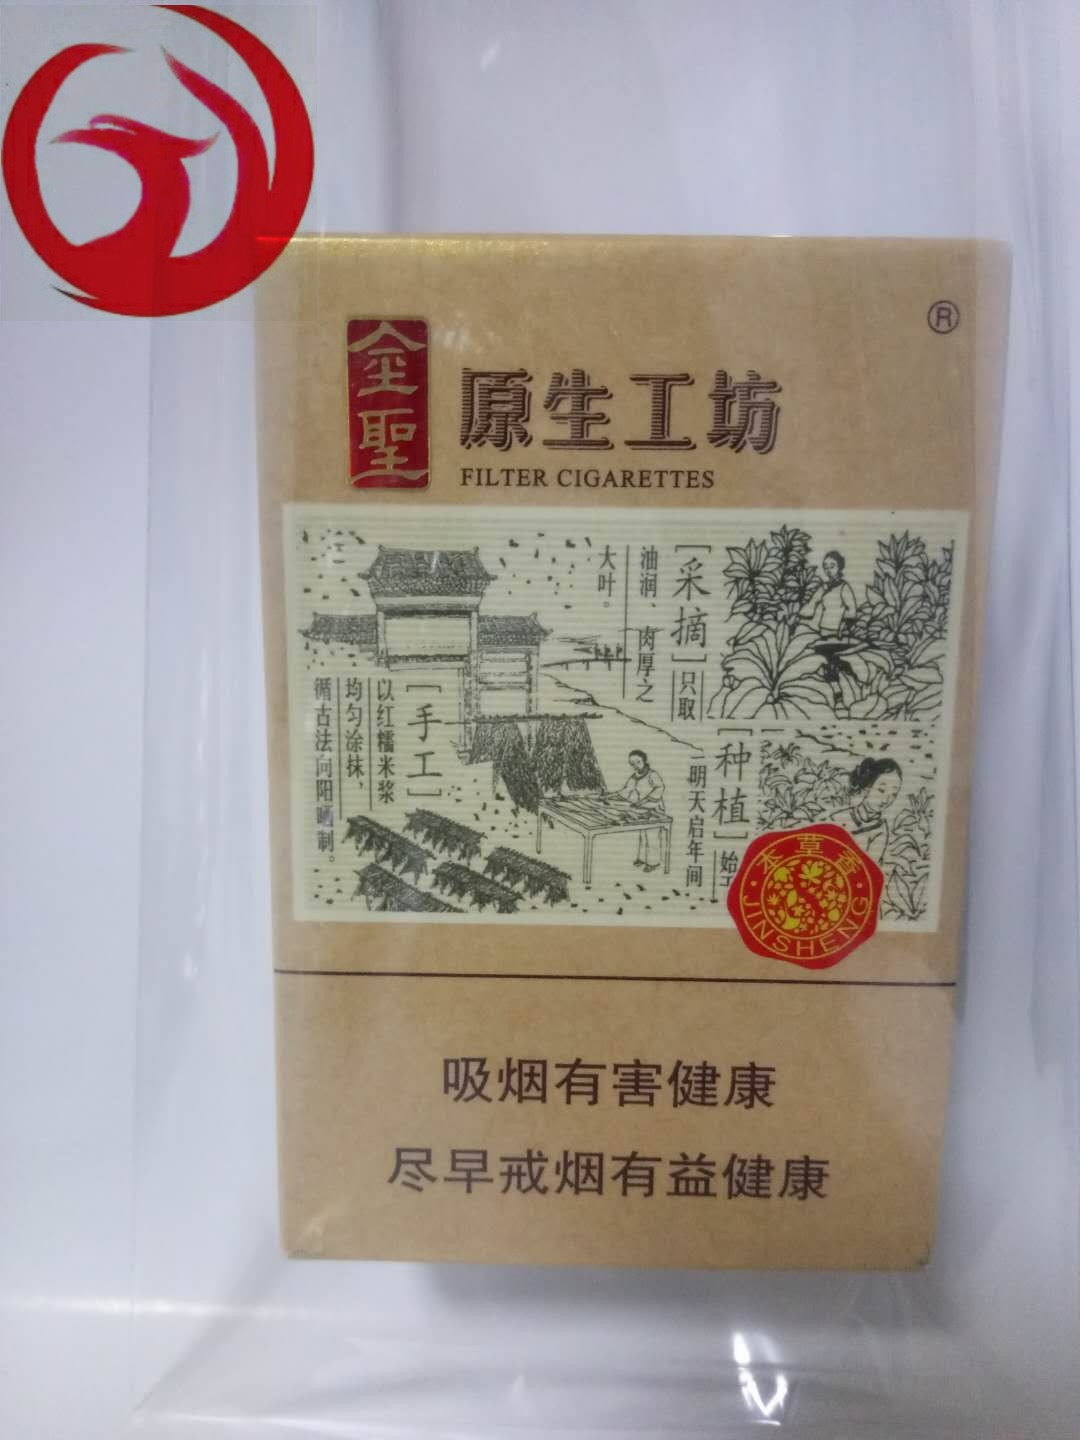 金聖
原生工坊
®
FILTER CIGARETTES
［采摘］只取
油润、肉厚之
大叶。
［种植］始于
明天启年间
［手工］
以红糯米浆
均匀涂抹，
循古法向阳晒制。
本草香
JINSHENG
吸烟有害健康
尽早戒烟有益健康